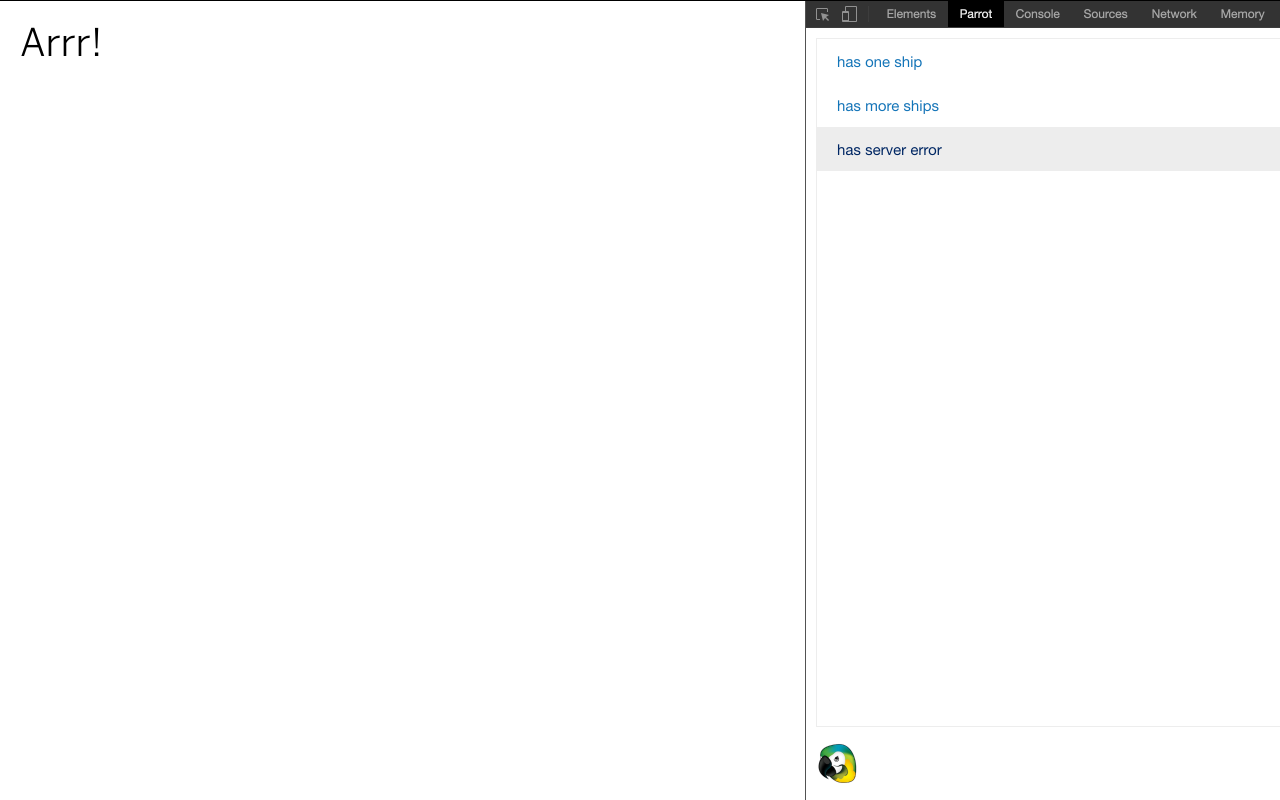 Arrr!
Elements Parrot Console Sources Network Memory
has one ship
has more ships
has server error